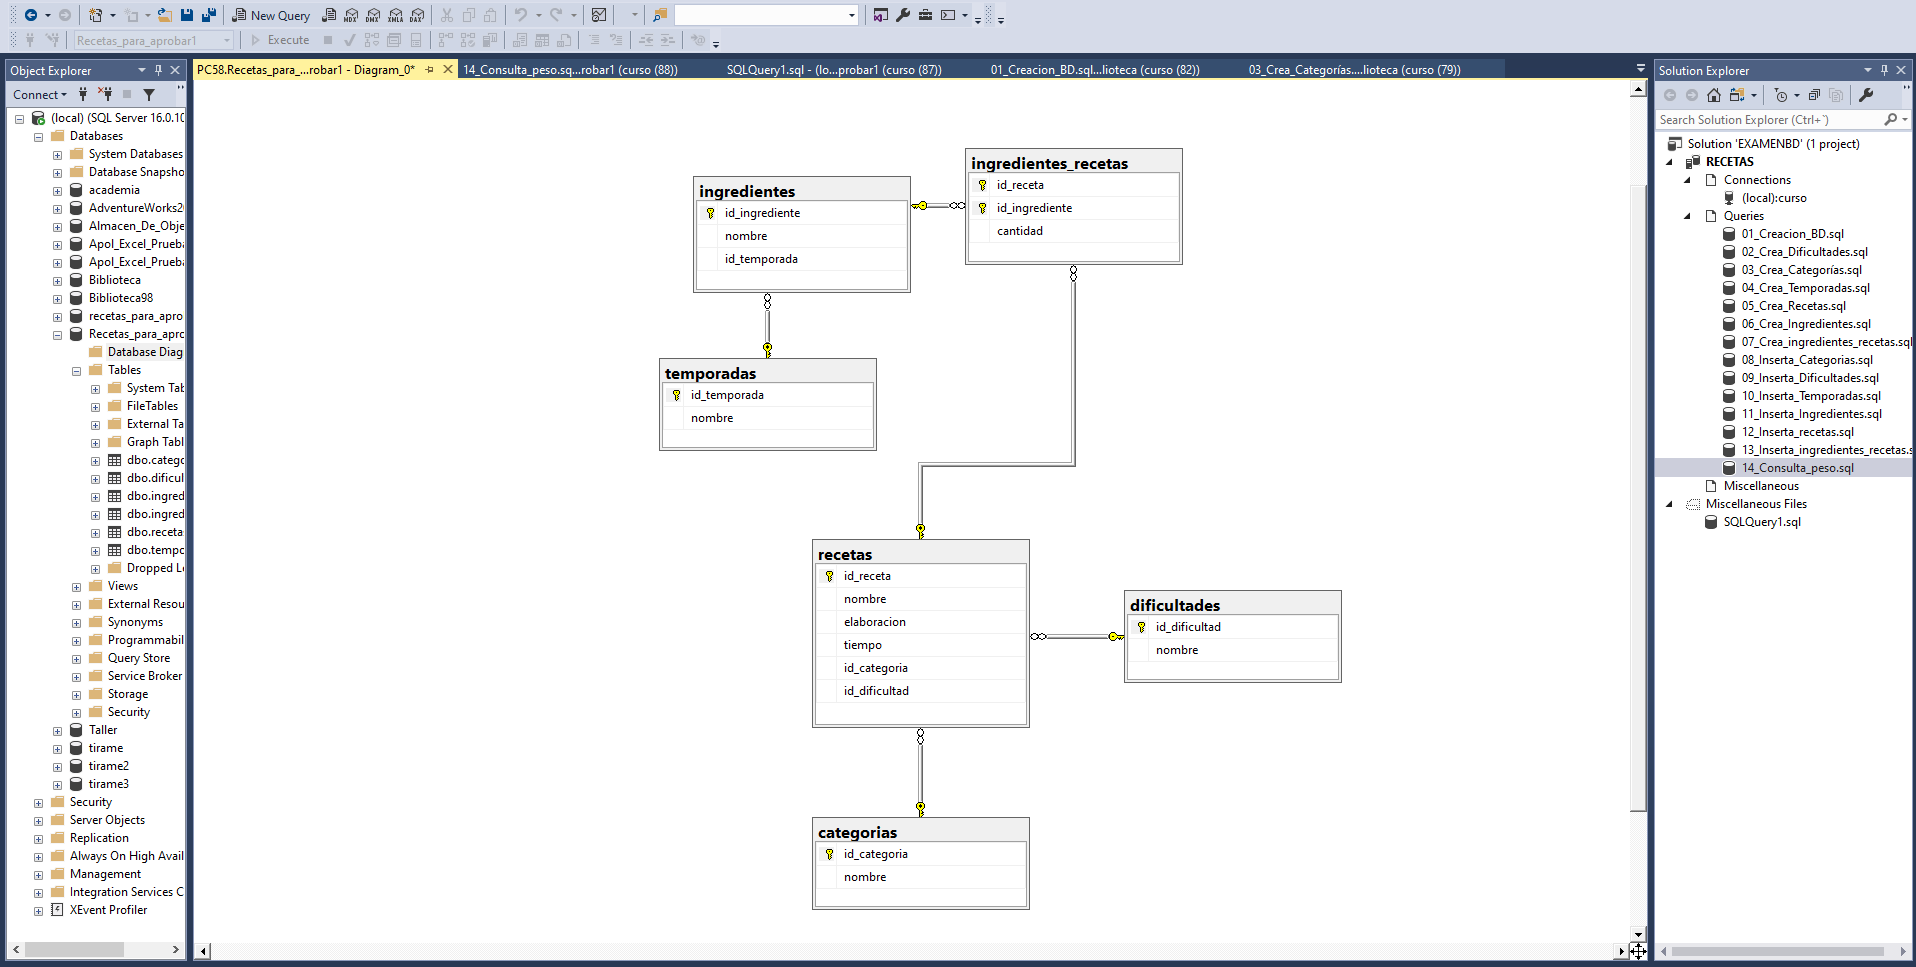 New Query
MDX DMX XMLA DAX
Recetas_para_aprobar1
Execute
Object Explorer
Connect
(local) (SQL Server 16.0.10
Databases
System Databases
Database Snapsho
academia
AdventureWorks20
Almacen_De_Obje
Apol_Excel_Prueba
Apol_Excel_Prueba
Biblioteca
Biblioteca98
recetas_para_apro
Recetas_para_apro
Database Diag
Tables
System Tab
FileTables
External Ta
Graph Tabl
dbo.catego
dbo.dificul
dbo.ingred
dbo.ingred
dbo.receta
dbo.tempo
Dropped Le
Views
External Resou
Synonyms
Programmabil
Query Store
Service Broker
Storage
Security
Taller
tirame
tirame2
tirame3
Security
Server Objects
Replication
Always On High Avail
Management
Integration Services C
XEvent Profiler
PC58.Recetas_para_...robar1 - Diagram_0*
14_Consulta_peso.sq...robar1 (curso (88))
SQLQuery1.sql - (lo...probar1 (curso (87))
01_Creacion_BD.sql...lioteca (curso (82))
03_Crea_Categorías....lioteca (curso (79))
ingredientes
id_ingrediente
nombre
id_temporada
ingredientes_recetas
id_receta
id_ingrediente
cantidad
temporadas
id_temporada
nombre
recetas
id_receta
nombre
elaboracion
tiempo
id_categoria
id_dificultad
dificultades
id_dificultad
nombre
categorias
id_categoria
nombre
Solution Explorer
Search Solution Explorer (Ctrl+`)
Solution 'EXAMENBD' (1 project)
RECETAS
Connections
(local):curso
Queries
01_Creacion_BD.sql
02_Crea_Dificultades.sql
03_Crea_Categorías.sql
04_Crea_Temporadas.sql
05_Crea_Recetas.sql
06_Crea_Ingredientes.sql
07_Crea_ingredientes_recetas.sql
08_Inserta_Categorias.sql
09_Inserta_Dificultades.sql
10_Inserta_Temporadas.sql
11_Inserta_Ingredientes.sql
12_Inserta_recetas.sql
13_Inserta_ingredientes_recetas.s
14_Consulta_peso.sql
Miscellaneous
Miscellaneous Files
SQLQuery1.sql